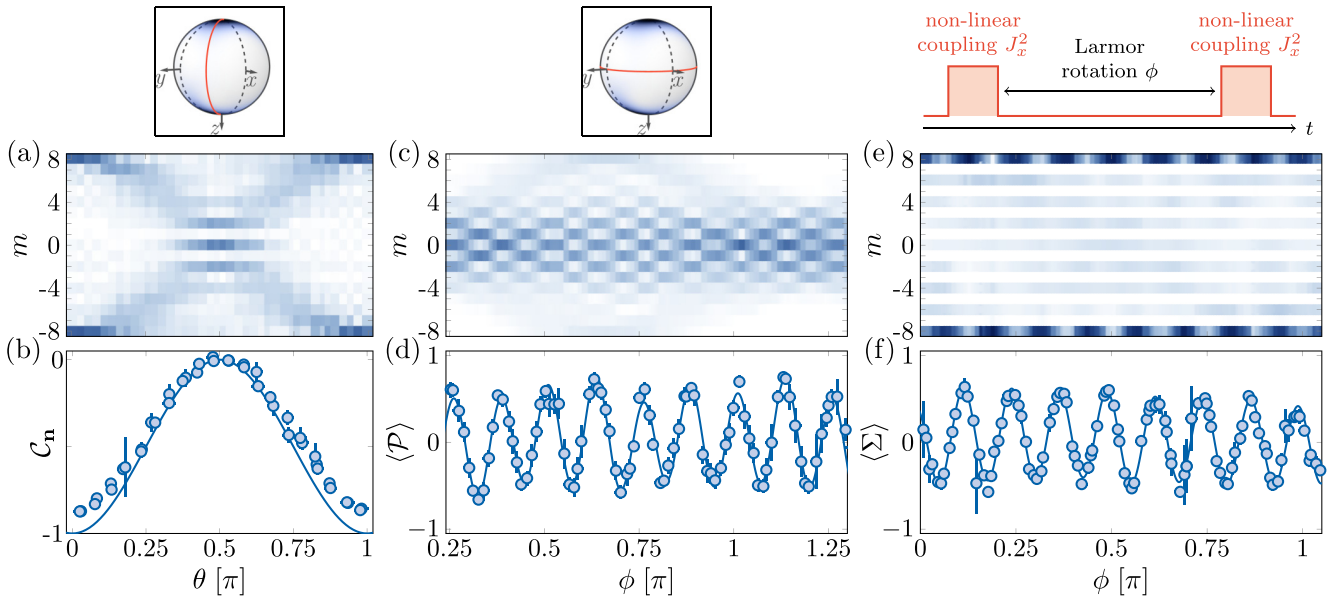 non-linear
coupling J_x^2
Larmor
rotation ϕ
non-linear
coupling J_x^2
y x
z
y x
z
t
(a) (c) (e)
8
4
0
-4
-8
m
8
4
0
-4
-8
m
8
4
0
-4
-8
m
(b) (d) (f)
0
-1
𝒞ₙ
0 0.25 0.5 0.75 1
θ [π]
1
0
−1
⟨𝒫⟩
0.25 0.5 0.75 1 1.25
ϕ [π]
1
0
−1
⟨Σ⟩
0 0.25 0.5 0.75 1
ϕ [π]